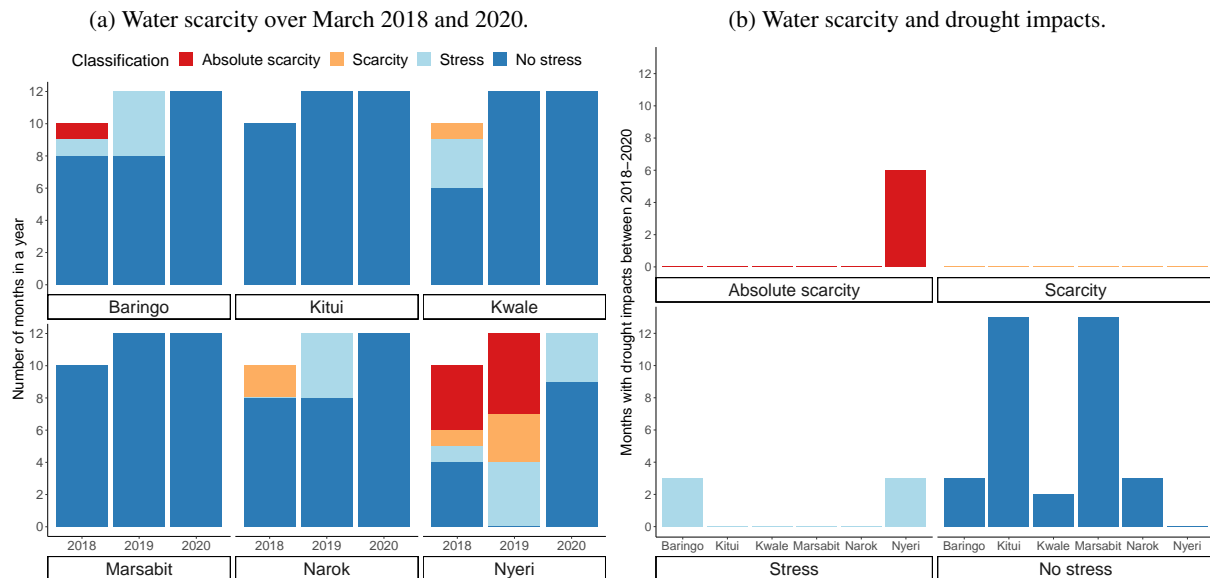 (a) Water scarcity over March 2018 and 2020.
Classification Absolute scarcity Scarcity Stress No stress
Number of months in a year
12
10
8
6
4
2
0
Baringo Kitui Kwale
12
10
8
6
4
2
0
2018 2019 2020 2018 2019 2020 2018 2019 2020
Marsabit Narok Nyeri
(b) Water scarcity and drought impacts.
Months with drought impacts between 2018−2020
12
10
8
6
4
2
0
Absolute scarcity Scarcity
12
10
8
6
4
2
0
Baringo Kitui Kwale Marsabit Narok Nyeri Baringo Kitui Kwale Marsabit Narok Nyeri
Stress No stress